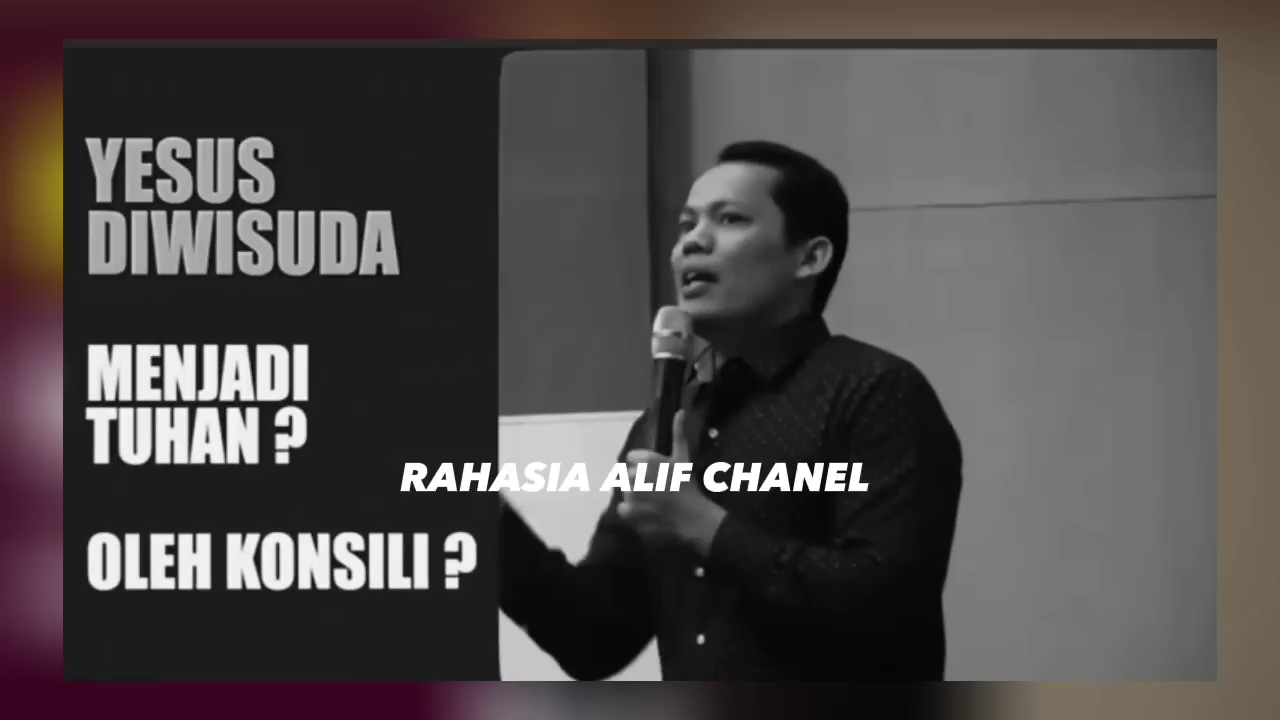 YESUS
DIWISUDA
MENJADI
TUHAN ?
OLEH KONSILI ?
RAHASIA ALIF CHANEL